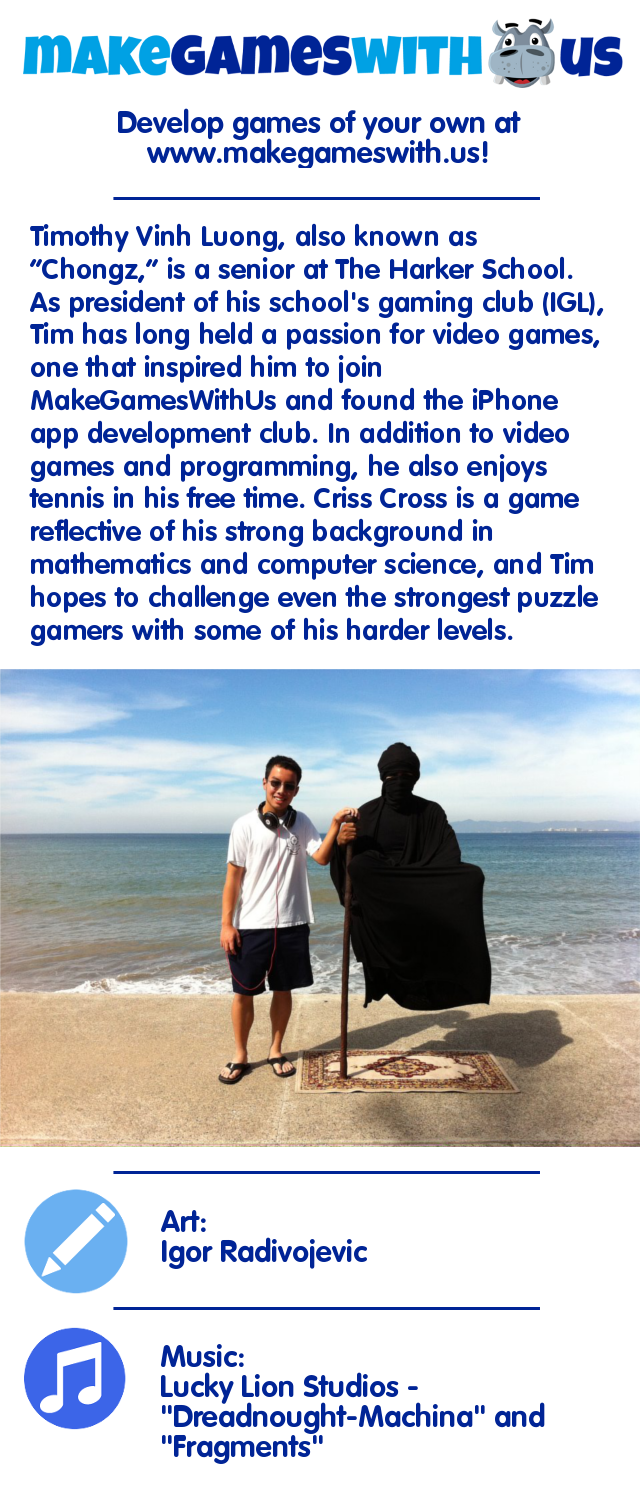 makeGameswith us
Develop games of your own at
www.makegameswith.us!
Timothy Vinh Luong, also known as
“Chongz,” is a senior at The Harker School.
As president of his school's gaming club (IGL),
Tim has long held a passion for video games,
one that inspired him to join
MakeGamesWithUs and found the iPhone
app development club. In addition to video
games and programming, he also enjoys
tennis in his free time. Criss Cross is a game
reflective of his strong background in
mathematics and computer science, and Tim
hopes to challenge even the strongest puzzle
gamers with some of his harder levels.
Art:
Igor Radivojevic
Music:
Lucky Lion Studios -
"Dreadnought-Machina" and
"Fragments"